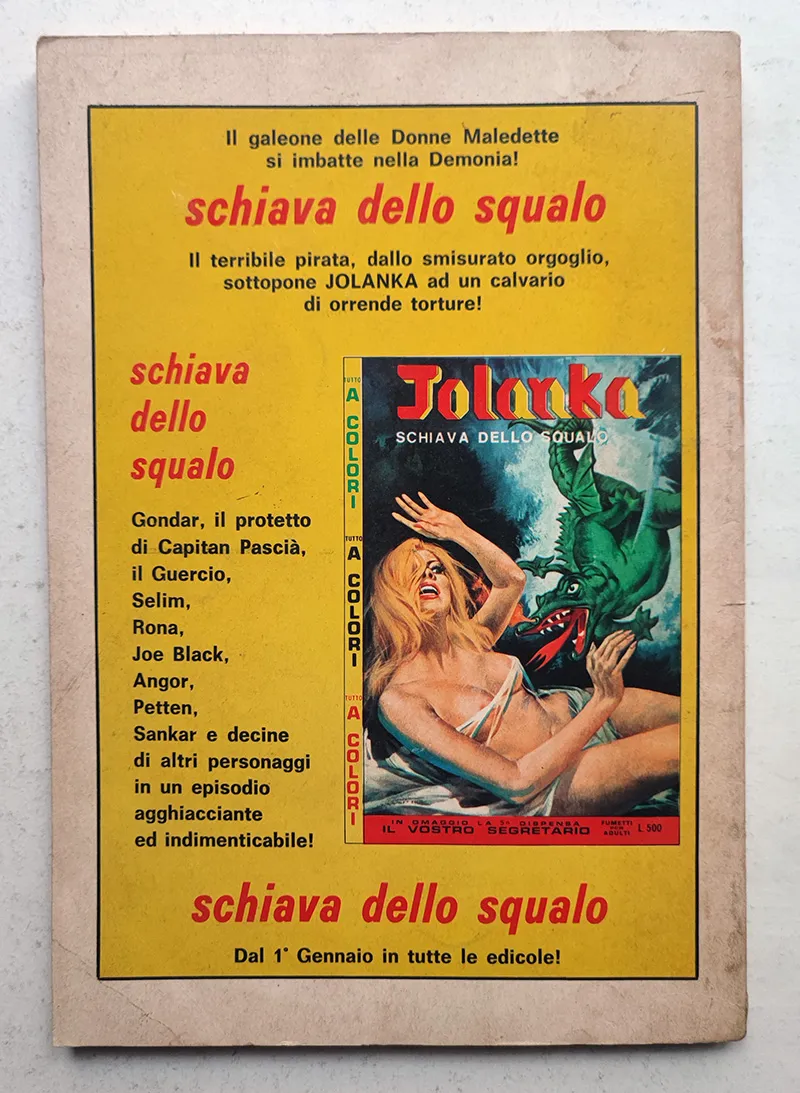 Il galeone delle Donne Maledette
si imbatte nella Demonia!
schiava dello squalo
Il terribile pirata, dallo smisurato orgoglio,
sottopone JOLANKA ad un calvario
di orrende torture!
schiava
dello
squalo
Gondar, il protetto
di Capitan Pascià,
il Guercio,
Selim,
Rona,
Joe Black,
Angor,
Petten,
Sankar e decine
di altri personaggi
in un episodio
agghiacciante
ed indimenticabile!
TUTTO
A COLORI
TUTTO
A COLORI
TUTTO
A COLORI
Jolanka
SCHIAVA DELLO SQUALO
IN OMAGGIO LA 5ª DISPENSA
IL VOSTRO SEGRETARIO
FUMETTI
PER
ADULTI
L 500
schiava dello squalo
Dal 1° Gennaio in tutte le edicole!